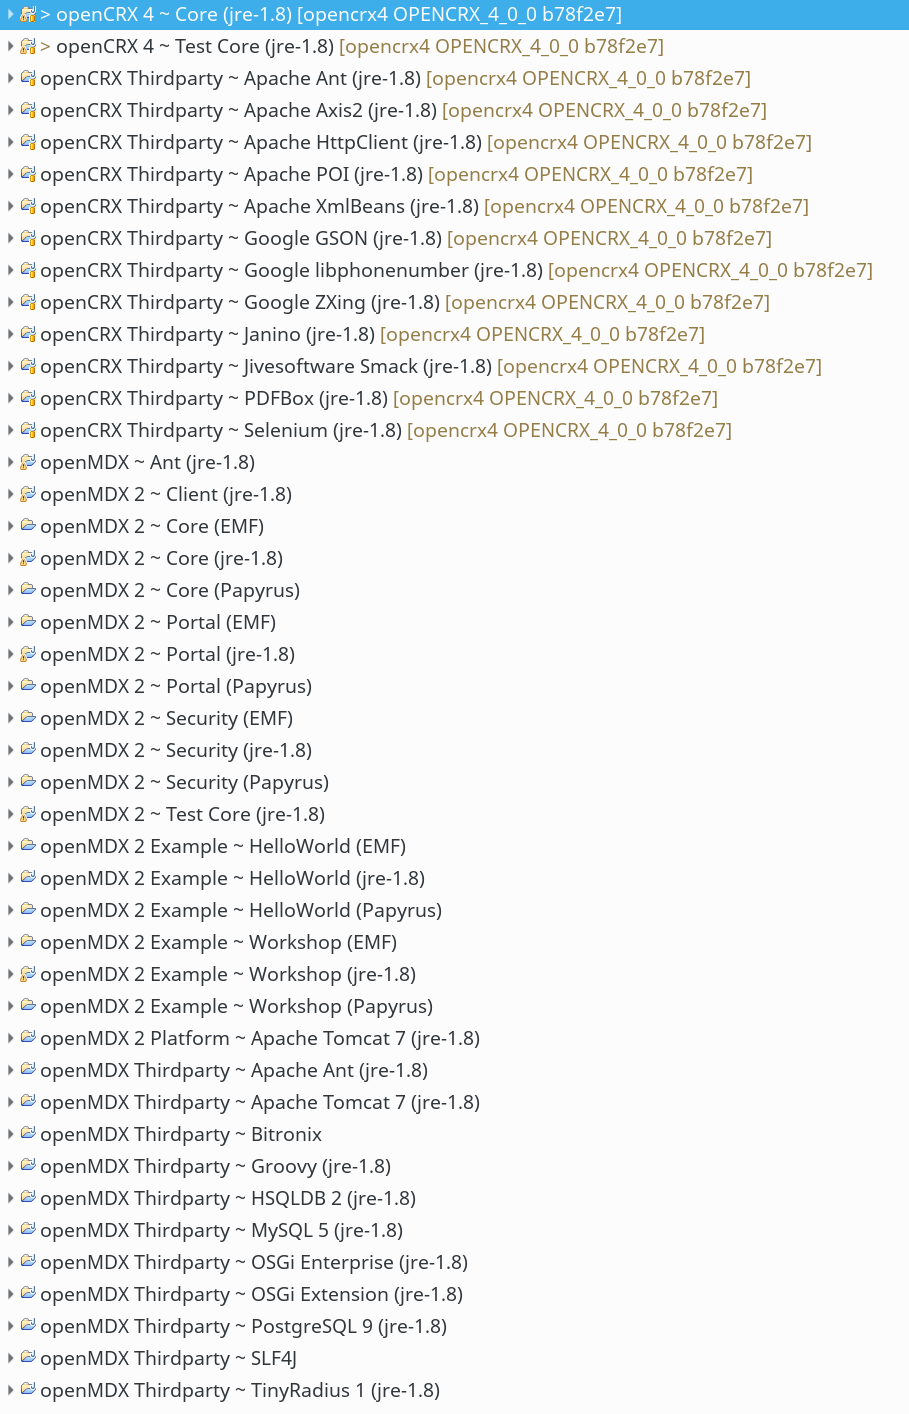 > openCRX 4 ~ Core (jre-1.8) [opencrx4 OPENCRX_4_0_0 b78f2e7]
> openCRX 4 ~ Test Core (jre-1.8) [opencrx4 OPENCRX_4_0_0 b78f2e7]
openCRX Thirdparty ~ Apache Ant (jre-1.8) [opencrx4 OPENCRX_4_0_0 b78f2e7]
openCRX Thirdparty ~ Apache Axis2 (jre-1.8) [opencrx4 OPENCRX_4_0_0 b78f2e7]
openCRX Thirdparty ~ Apache HttpClient (jre-1.8) [opencrx4 OPENCRX_4_0_0 b78f2e7]
openCRX Thirdparty ~ Apache POI (jre-1.8) [opencrx4 OPENCRX_4_0_0 b78f2e7]
openCRX Thirdparty ~ Apache XmlBeans (jre-1.8) [opencrx4 OPENCRX_4_0_0 b78f2e7]
openCRX Thirdparty ~ Google GSON (jre-1.8) [opencrx4 OPENCRX_4_0_0 b78f2e7]
openCRX Thirdparty ~ Google libphonenumber (jre-1.8) [opencrx4 OPENCRX_4_0_0 b78f2e7]
openCRX Thirdparty ~ Google ZXing (jre-1.8) [opencrx4 OPENCRX_4_0_0 b78f2e7]
openCRX Thirdparty ~ Janino (jre-1.8) [opencrx4 OPENCRX_4_0_0 b78f2e7]
openCRX Thirdparty ~ Jivesoftware Smack (jre-1.8) [opencrx4 OPENCRX_4_0_0 b78f2e7]
openCRX Thirdparty ~ PDFBox (jre-1.8) [opencrx4 OPENCRX_4_0_0 b78f2e7]
openCRX Thirdparty ~ Selenium (jre-1.8) [opencrx4 OPENCRX_4_0_0 b78f2e7]
openMDX ~ Ant (jre-1.8)
openMDX 2 ~ Client (jre-1.8)
openMDX 2 ~ Core (EMF)
openMDX 2 ~ Core (jre-1.8)
openMDX 2 ~ Core (Papyrus)
openMDX 2 ~ Portal (EMF)
openMDX 2 ~ Portal (jre-1.8)
openMDX 2 ~ Portal (Papyrus)
openMDX 2 ~ Security (EMF)
openMDX 2 ~ Security (jre-1.8)
openMDX 2 ~ Security (Papyrus)
openMDX 2 ~ Test Core (jre-1.8)
openMDX 2 Example ~ HelloWorld (EMF)
openMDX 2 Example ~ HelloWorld (jre-1.8)
openMDX 2 Example ~ HelloWorld (Papyrus)
openMDX 2 Example ~ Workshop (EMF)
openMDX 2 Example ~ Workshop (jre-1.8)
openMDX 2 Example ~ Workshop (Papyrus)
openMDX 2 Platform ~ Apache Tomcat 7 (jre-1.8)
openMDX Thirdparty ~ Apache Ant (jre-1.8)
openMDX Thirdparty ~ Apache Tomcat 7 (jre-1.8)
openMDX Thirdparty ~ Bitronix
openMDX Thirdparty ~ Groovy (jre-1.8)
openMDX Thirdparty ~ HSQLDB 2 (jre-1.8)
openMDX Thirdparty ~ MySQL 5 (jre-1.8)
openMDX Thirdparty ~ OSGi Enterprise (jre-1.8)
openMDX Thirdparty ~ OSGi Extension (jre-1.8)
openMDX Thirdparty ~ PostgreSQL 9 (jre-1.8)
openMDX Thirdparty ~ SLF4J
openMDX Thirdparty ~ TinyRadius 1 (jre-1.8)